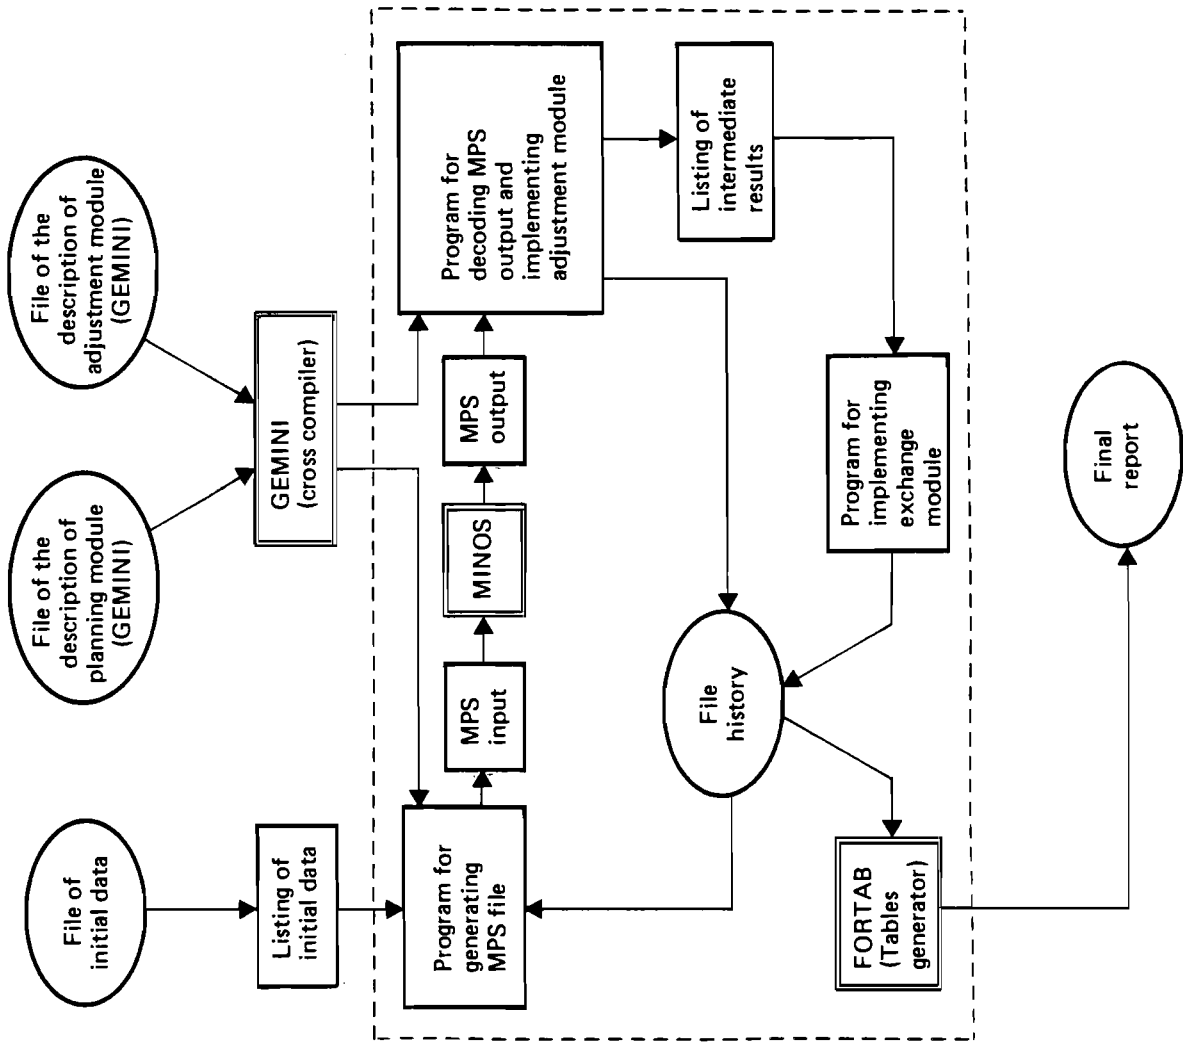 File of
initial data
File of the
description of
planning module
(GEMINI)
File of the
description of
adjustment module
(GEMINI)
Listing of
initial data
GEMINI
(cross compiler)
Program for
generating
MPS file
MPS
input
MINOS
MPS
output
Program for
decoding MPS
output and
implementing
adjustment module
File
history
Listing of
intermediate
results
FORTAB
(Tables
generator)
Program for
implementing
exchange
module
Final
report